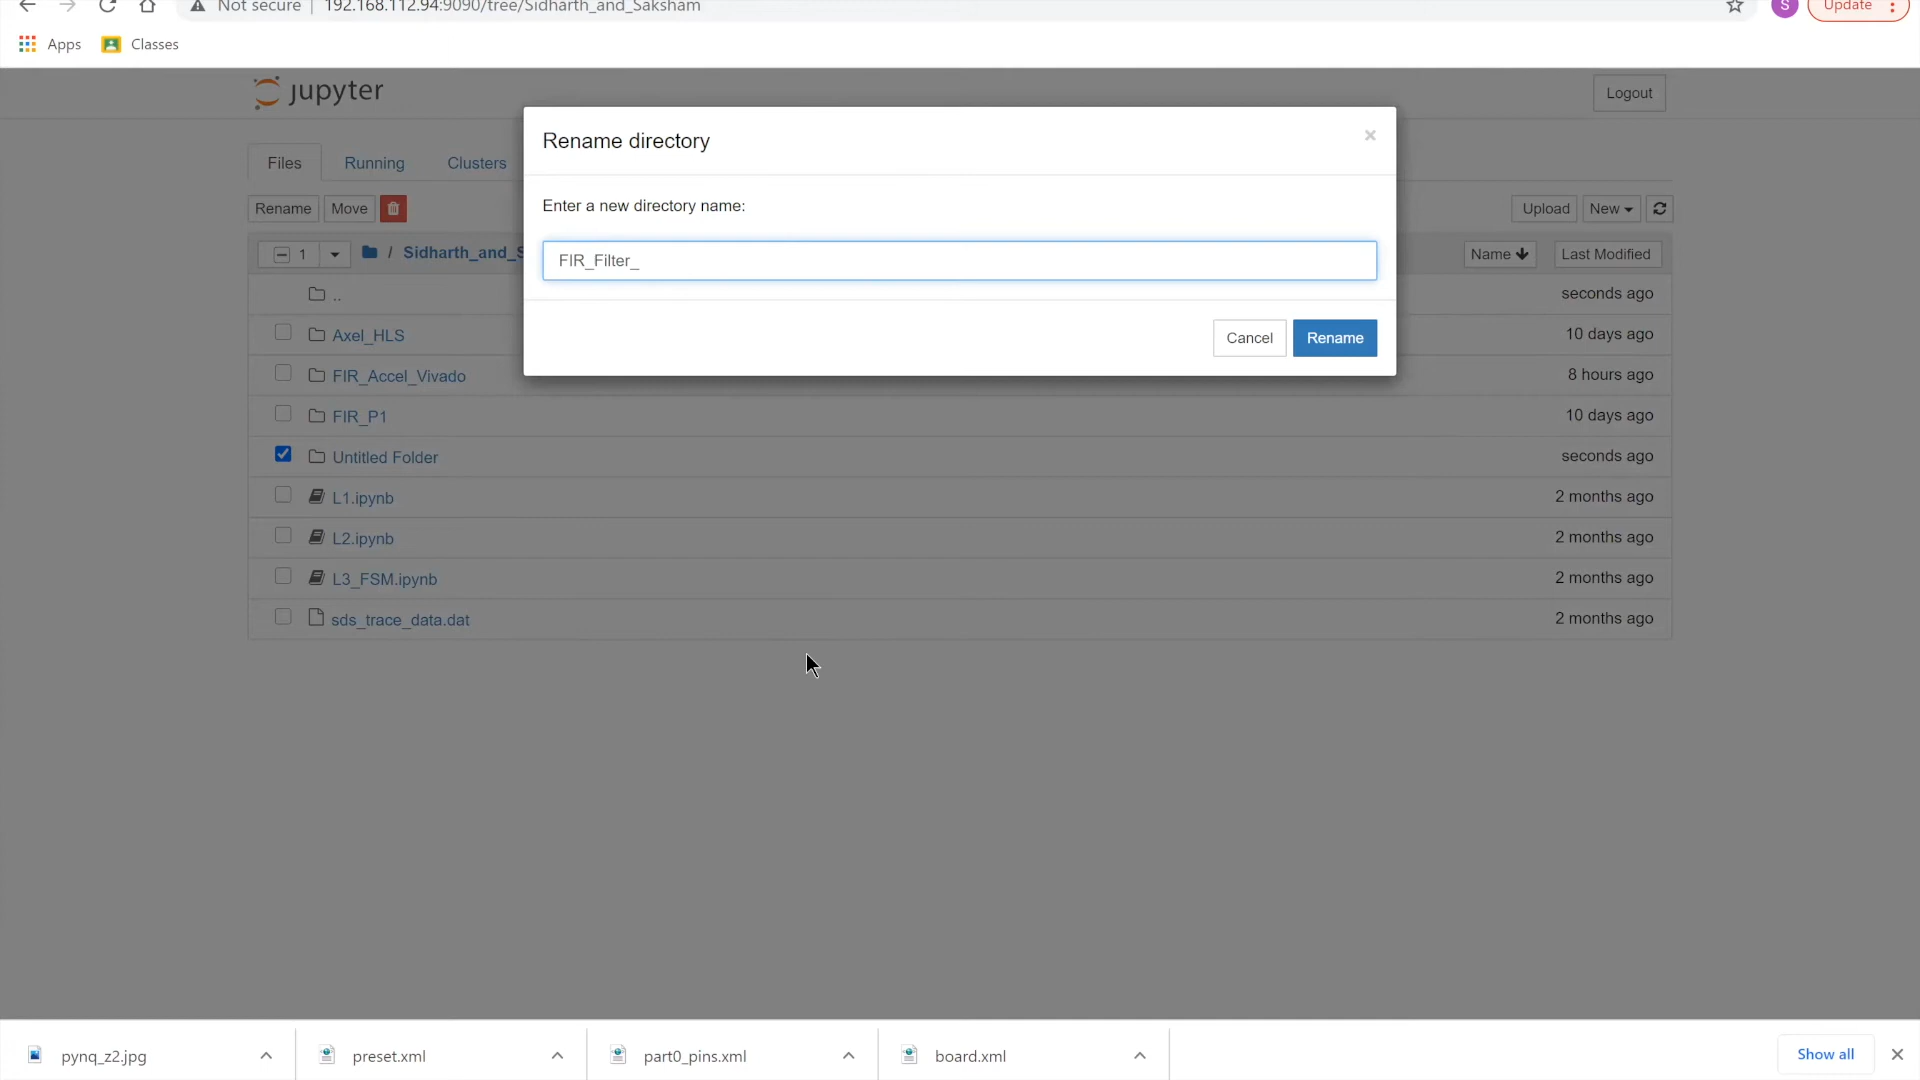 Not secure | 192.168.112.94:9090/tree/Sidharth_and_Saksham
S
Update
Apps
Classes
jupyter
Logout
Rename directory
×
Files
Running
Clusters
Enter a new directory name:
Rename
Move
Upload
New
FIR_Filter_
1
/
Sidharth_and_S
Name
Last Modified
..
seconds ago
Cancel
Rename
Axel_HLS
10 days ago
FIR_Accel_Vivado
8 hours ago
FIR_P1
10 days ago
Untitled Folder
seconds ago
L1.ipynb
2 months ago
L2.ipynb
2 months ago
L3_FSM.ipynb
2 months ago
sds_trace_data.dat
2 months ago
pynq_z2.jpg
preset.xml
part0_pins.xml
board.xml
Show all